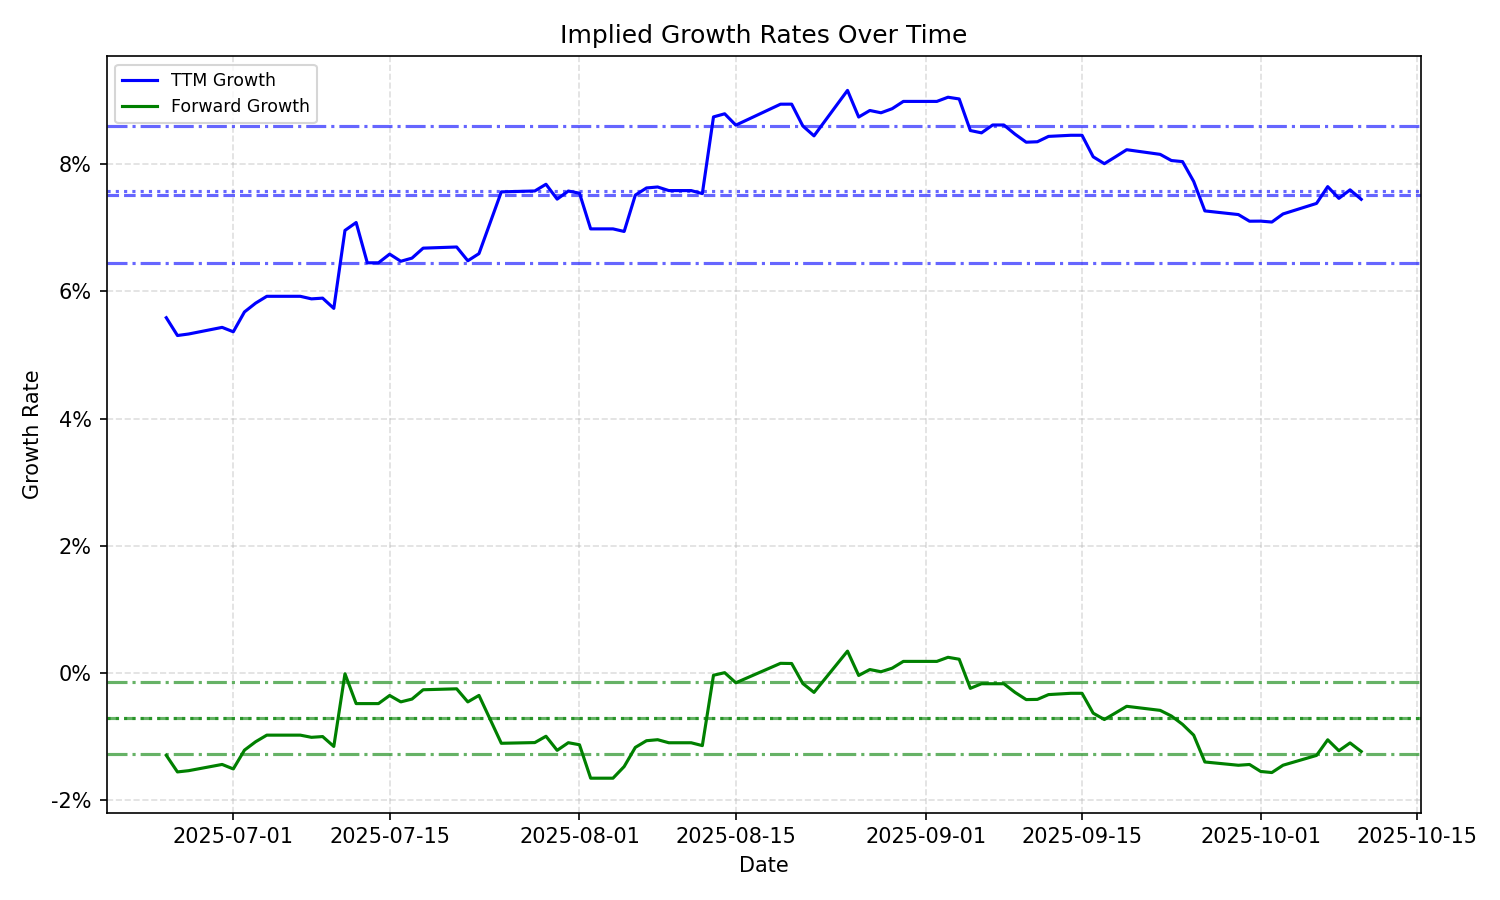 Implied Growth Rates Over Time
TTM Growth
Forward Growth
Growth Rate
8%
6%
4%
2%
0%
-2%
2025-07-01 2025-07-15 2025-08-01 2025-08-15 2025-09-01 2025-09-15 2025-10-01 2025-10-15
Date